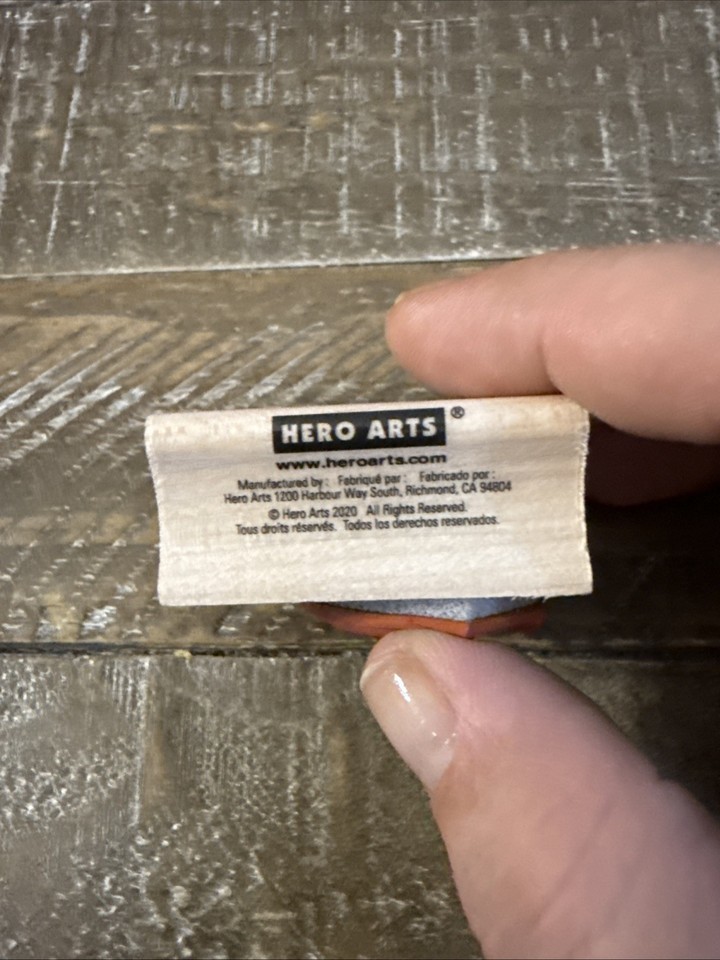 HERO ARTS®
www.heroarts.com
Manufactured by: Fabriqué par: Fabricado por:
Hero Arts 1200 Harbour Way South, Richmond, CA 94804
© Hero Arts 2020 All Rights Reserved.
Tous droits réservés. Todos los derechos reservados.